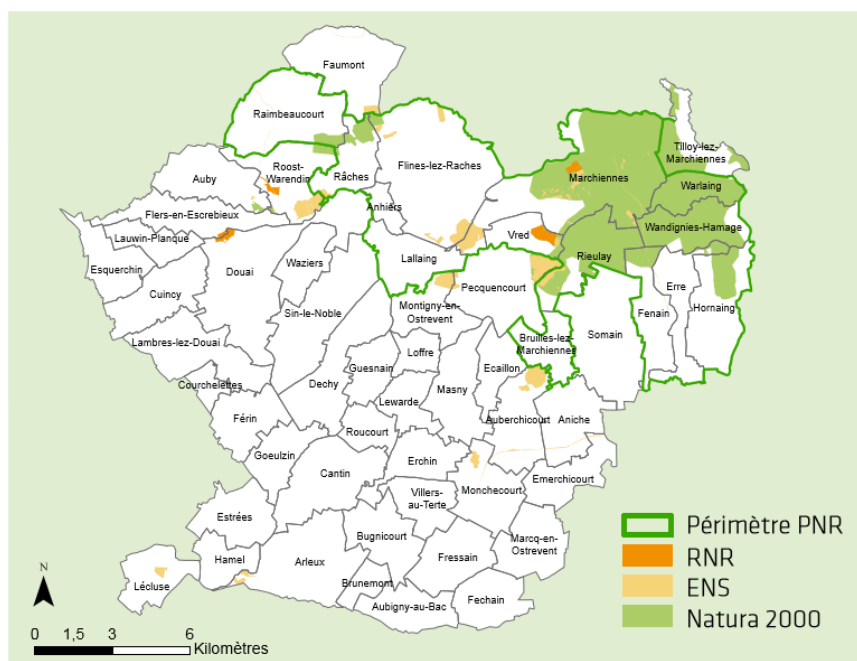 Faumont
Raimbeaucourt
Tilloy-lez-
Marchiennes
Roost-
Warendin
Râches
Flines-lez-Raches
Marchiennes
Auby
Warlaing
Anhiers
Flers-en-Escrebieux
Wandignies-Hamage
Lauwin-Planque
Vred
Rieulay
Lallaing
Esquerchin
Douai
Waziers
Cuincy
Pecquencourt
Erre
Hornaing
Montigny-en-
Ostrevent
Sin-le-Noble
Fenain
Somain
Bruilles-lez-
Marchiennes
Lambres-lez-Douai
Loffre
Ecaillon
Guesnain
Courchelettes
Dechy
Masny
Lewarde
Auberchicourt
Aniche
Férin
Roucourt
Goeulzin
Erchin
Cantin
Emerchicourt
Villers-
au-Terte
Monchecourt
Estrées
Bugnicourt
Marcq-en-
Ostrevent
Hamel
Arleux
Fressain
Lécluse
Brunemont
Aubigny-au-Bac
Fechain
Périmètre PNR
RNR
ENS
Natura 2000
N
0 1,5 3 6
Kilomètres